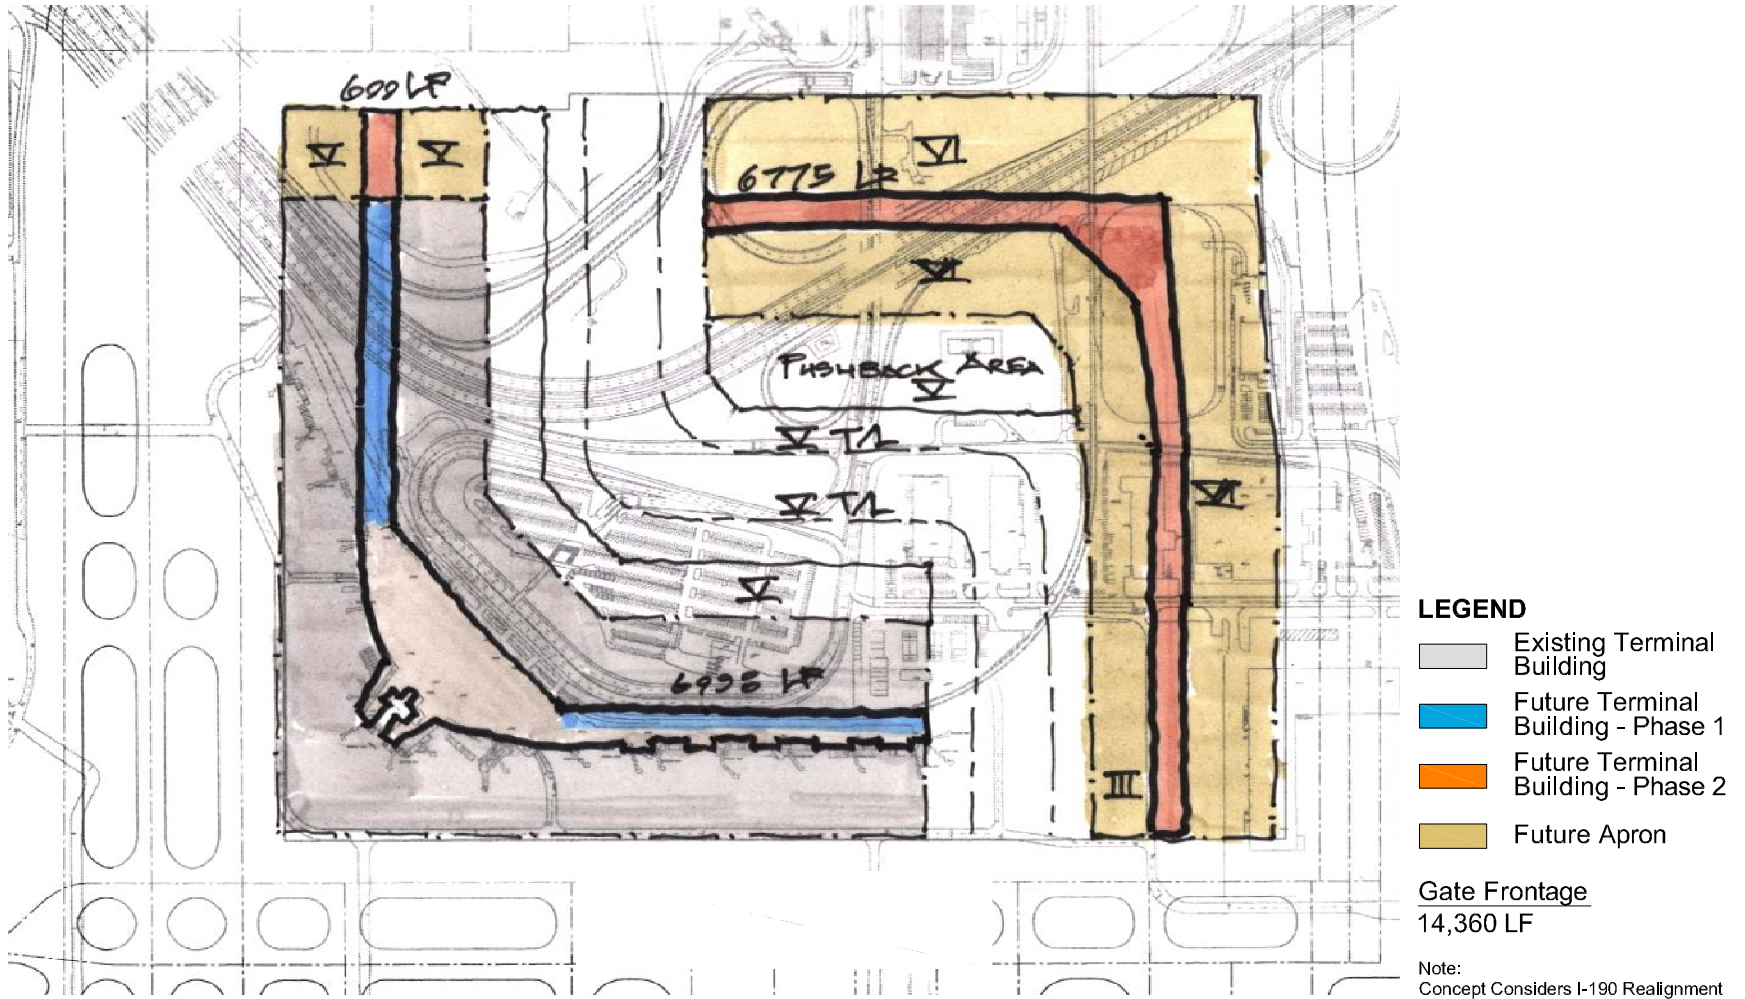 600 LF
V
V
VI
6775 LF
VI
PUSHBACK AREA
V
V T/L
VI
V T/L
V
LF
III
LEGEND
Existing Terminal
Building
Future Terminal
Building - Phase 1
Future Terminal
Building - Phase 2
Future Apron
Gate Frontage
14,360 LF
Note:
Concept Considers I-190 Realignment